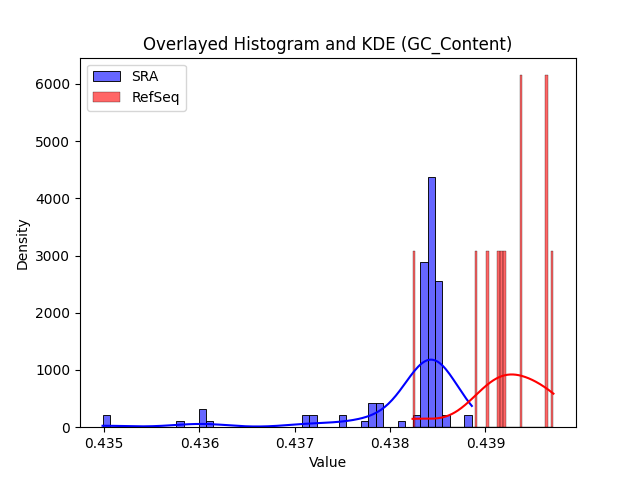 Overlayed Histogram and KDE (GC_Content)
SRA
RefSeq
6000
5000
4000
3000
2000
1000
0
Density
0.435 0.436 0.437 0.438 0.439
Value